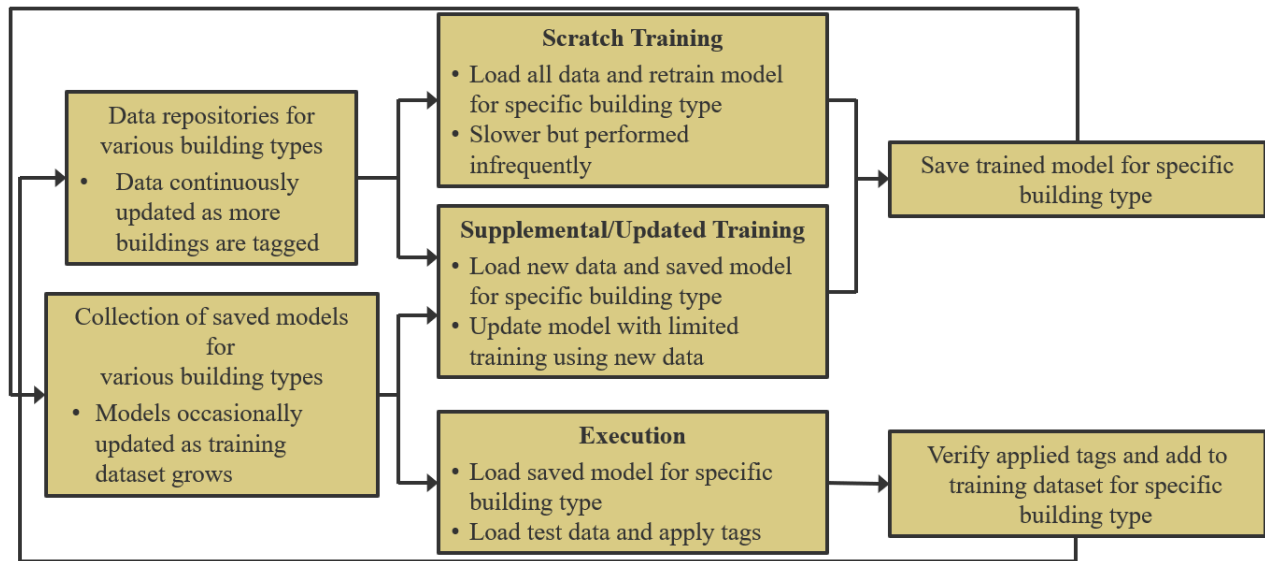 Data repositories for
various building types
• Data continuously
updated as more
buildings are tagged
Collection of saved models
for
various building types
• Models occasionally
updated as training
dataset grows
Scratch Training
• Load all data and retrain model
for specific building type
• Slower but performed
infrequently
Supplemental/Updated Training
• Load new data and saved model
for specific building type
• Update model with limited
training using new data
Execution
• Load saved model for specific
building type
• Load test data and apply tags
Save trained model for specific
building type
Verify applied tags and add to
training dataset for specific
building type